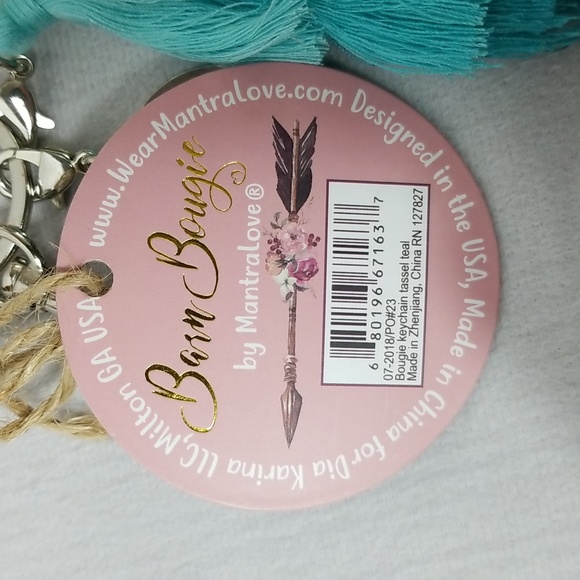 www.WearMantraLove.com Designed in the USA, Made in China for Dia Karina LLC, Milton GA USA
Barn Bougie
by MantraLove®
6 80196 67163 7
07-2018/PO#23
Bougie keychain tassel teal
Made in Zhenjiang, China RN 127827